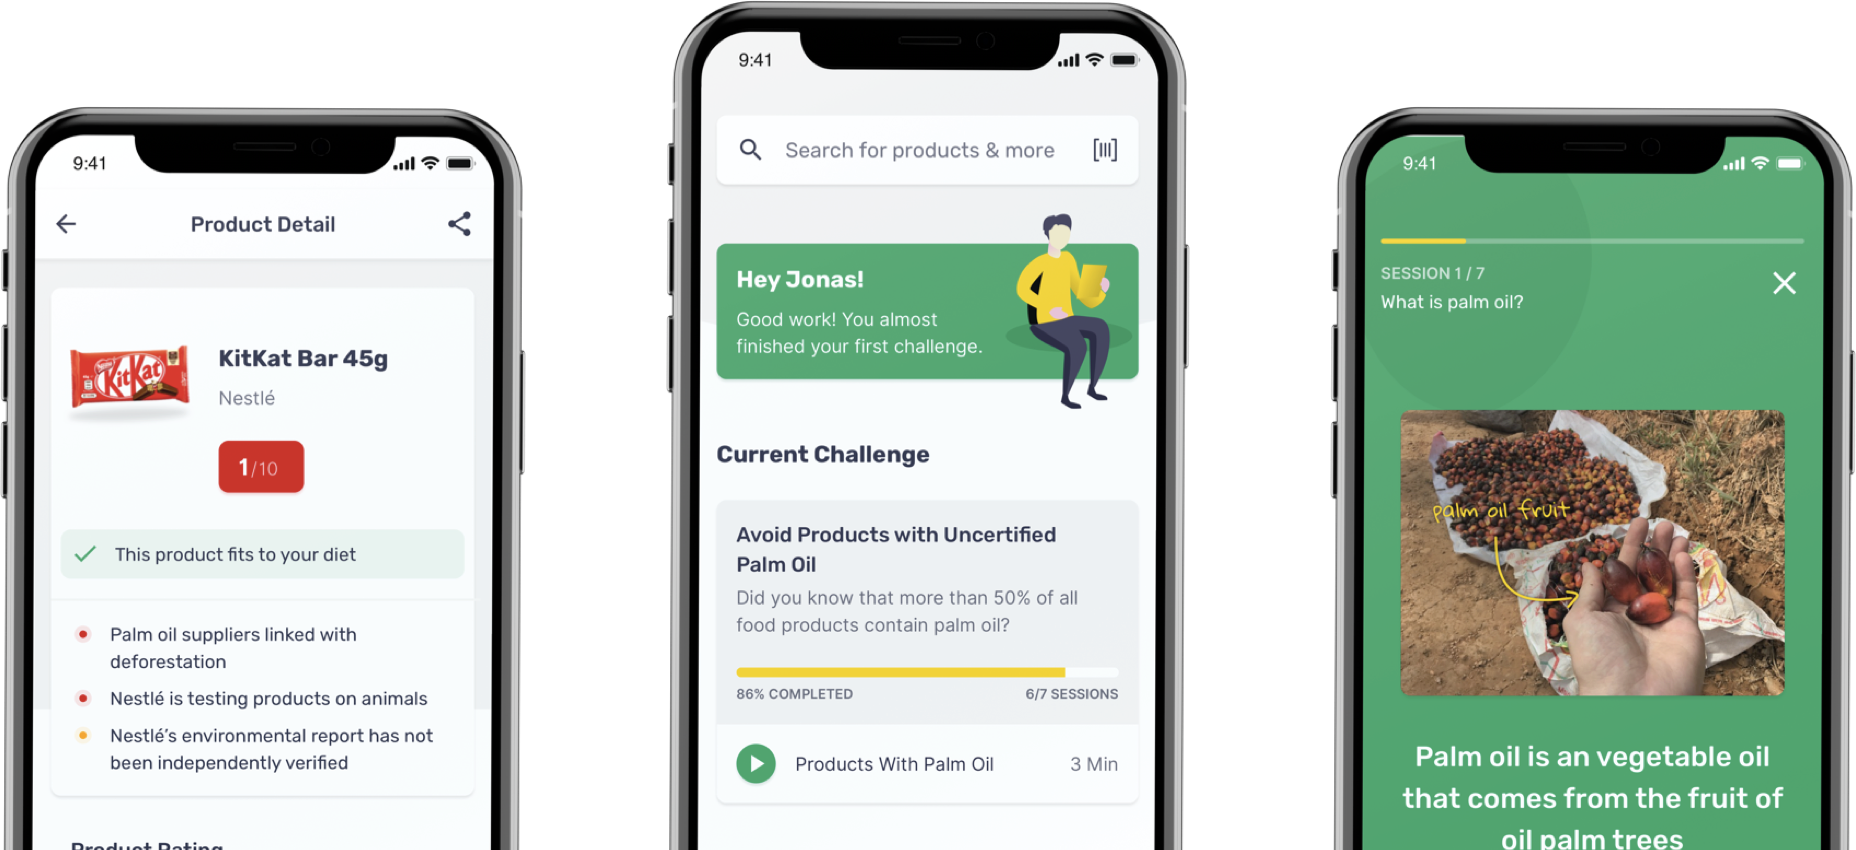 9:41
Product Detail
KitKat
KitKat Bar 45g
Nestlé
1/10
This product fits to your diet
Palm oil suppliers linked with
deforestation
Nestlé is testing products on animals
Nestlé's environmental report has not
been independently verified
Product Rating
9:41
Search for products & more
Hey Jonas!
Good work! You almost
finished your first challenge.
Current Challenge
Avoid Products with Uncertified
Palm Oil
Did you know that more than 50% of all
food products contain palm oil?
86% COMPLETED 6/7 SESSIONS
Products With Palm Oil 3 Min
9:41
SESSION 1 / 7
What is palm oil?
palm oil fruit
Palm oil is an vegetable oil
that comes from the fruit of
oil palm trees